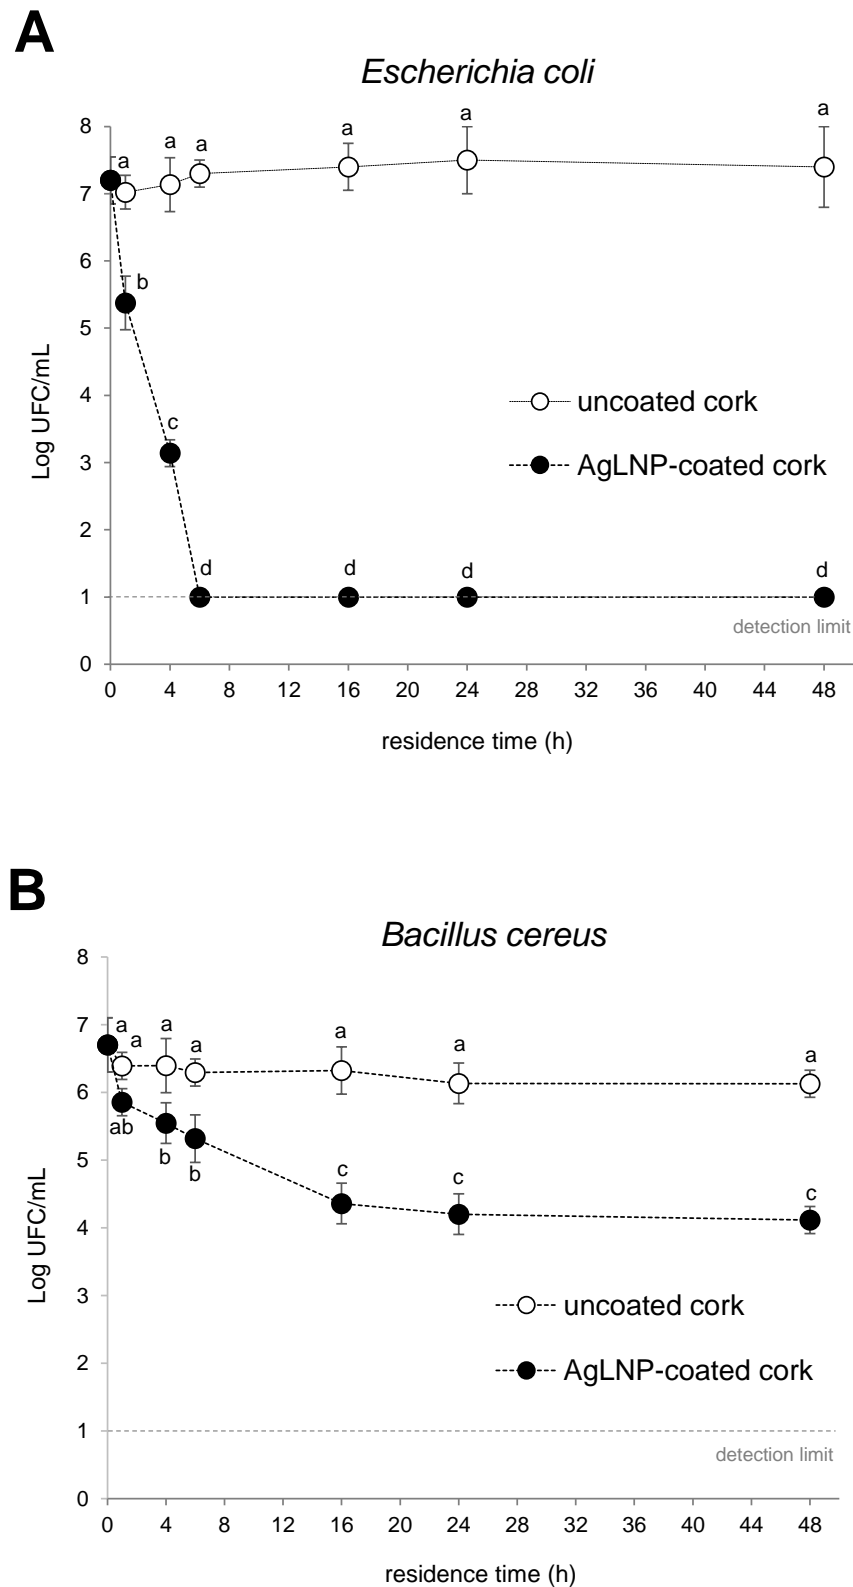 A
Escherichia coli
a a a a a a
8
7
6
5
4
3
2
1
0
b
c
d d d d
Log UFC/mL
uncoated cork
AgLNP-coated cork
detection limit
0 4 8 12 16 20 24 28 32 36 40 44 48
residence time (h)
B
Bacillus cereus
8
7
6
5
4
3
2
1
0
a a a a a a a
ab b b c c c
Log UFC/mL
uncoated cork
AgLNP-coated cork
detection limit
0 4 8 12 16 20 24 28 32 36 40 44 48
residence time (h)